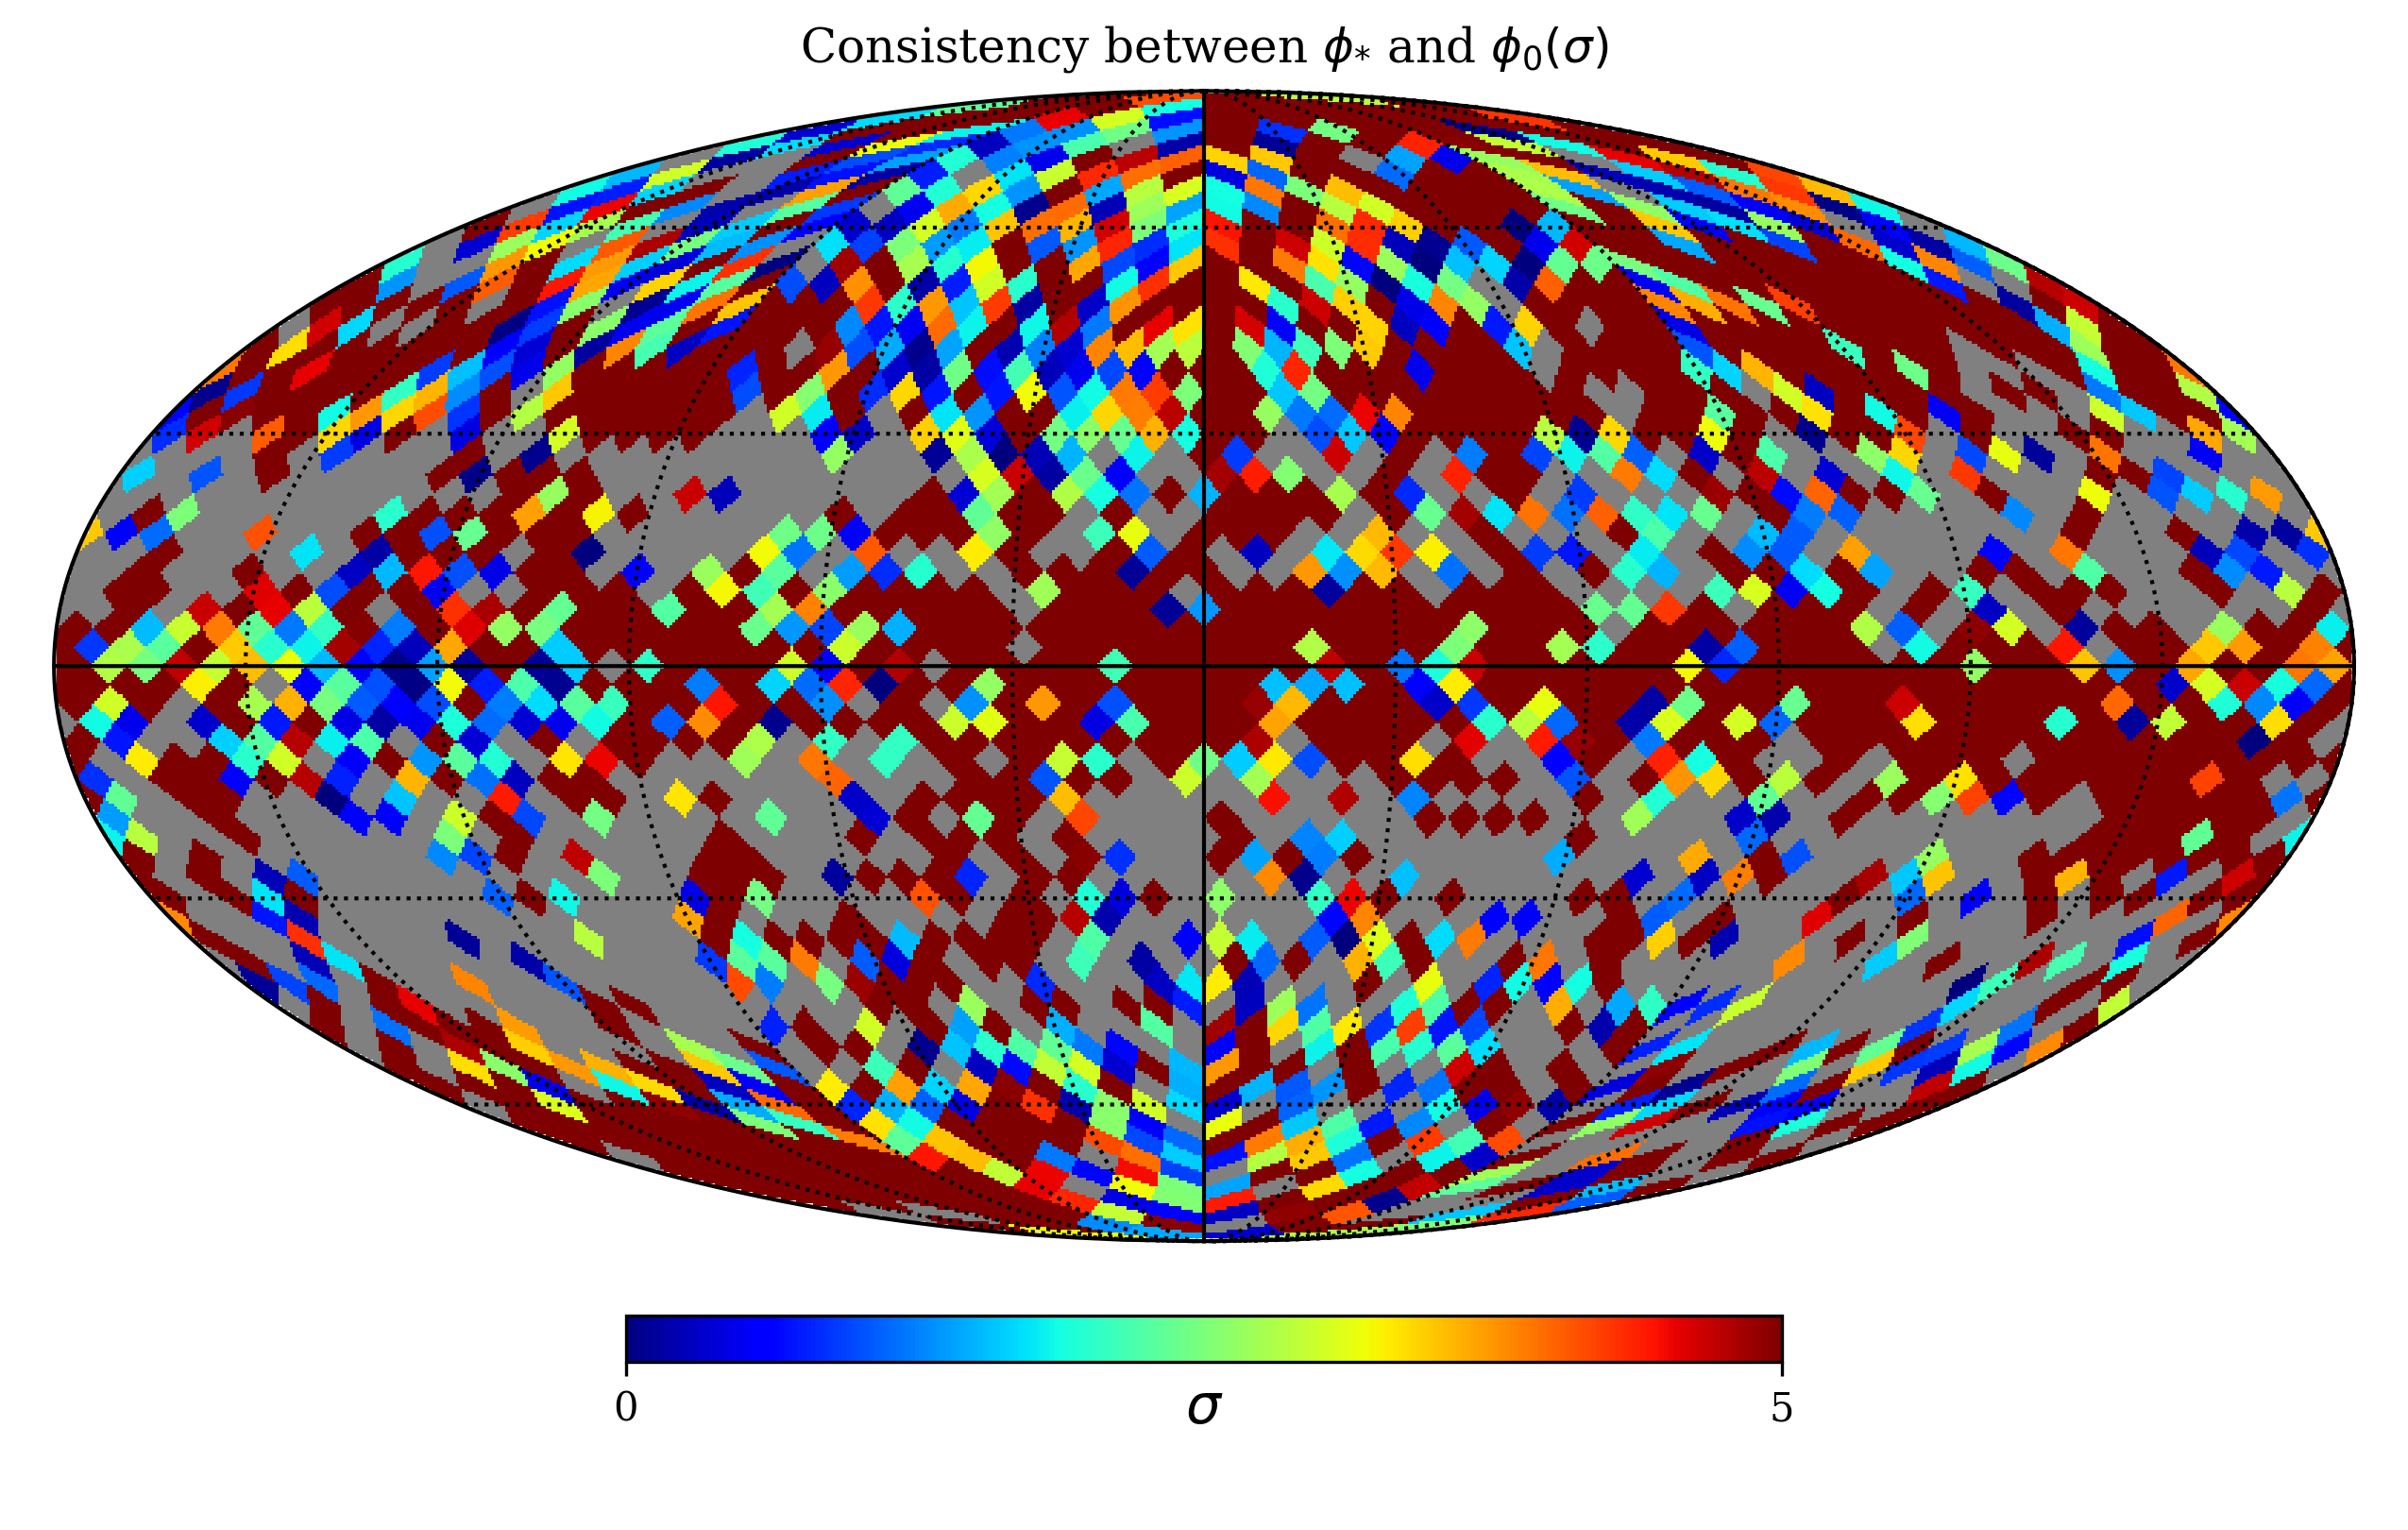 Consistency between ϕ* and ϕ₀(σ)
0 σ 5